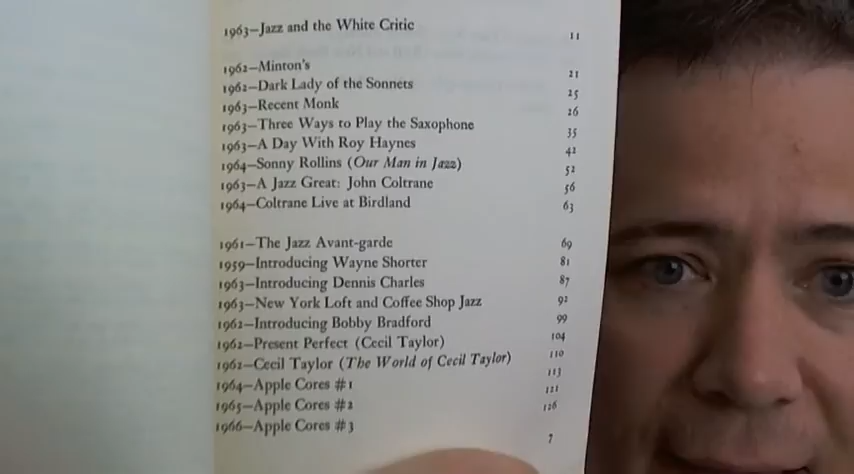 1963—Jazz and the White Critic 11
1962—Minton's 21
1962—Dark Lady of the Sonnets 25
1963—Recent Monk 26
1963—Three Ways to Play the Saxophone 35
1963—A Day With Roy Haynes 42
1964—Sonny Rollins (Our Man in Jazz) 52
1963—A Jazz Great: John Coltrane 56
1964—Coltrane Live at Birdland 63
1961—The Jazz Avant-garde 69
1959—Introducing Wayne Shorter 81
1963—Introducing Dennis Charles 87
1963—New York Loft and Coffee Shop Jazz 92
1962—Introducing Bobby Bradford 99
1962—Present Perfect (Cecil Taylor) 104
1962—Cecil Taylor (The World of Cecil Taylor) 110
1964—Apple Cores #1 113
1965—Apple Cores #2 121
1966—Apple Cores #3 126
7